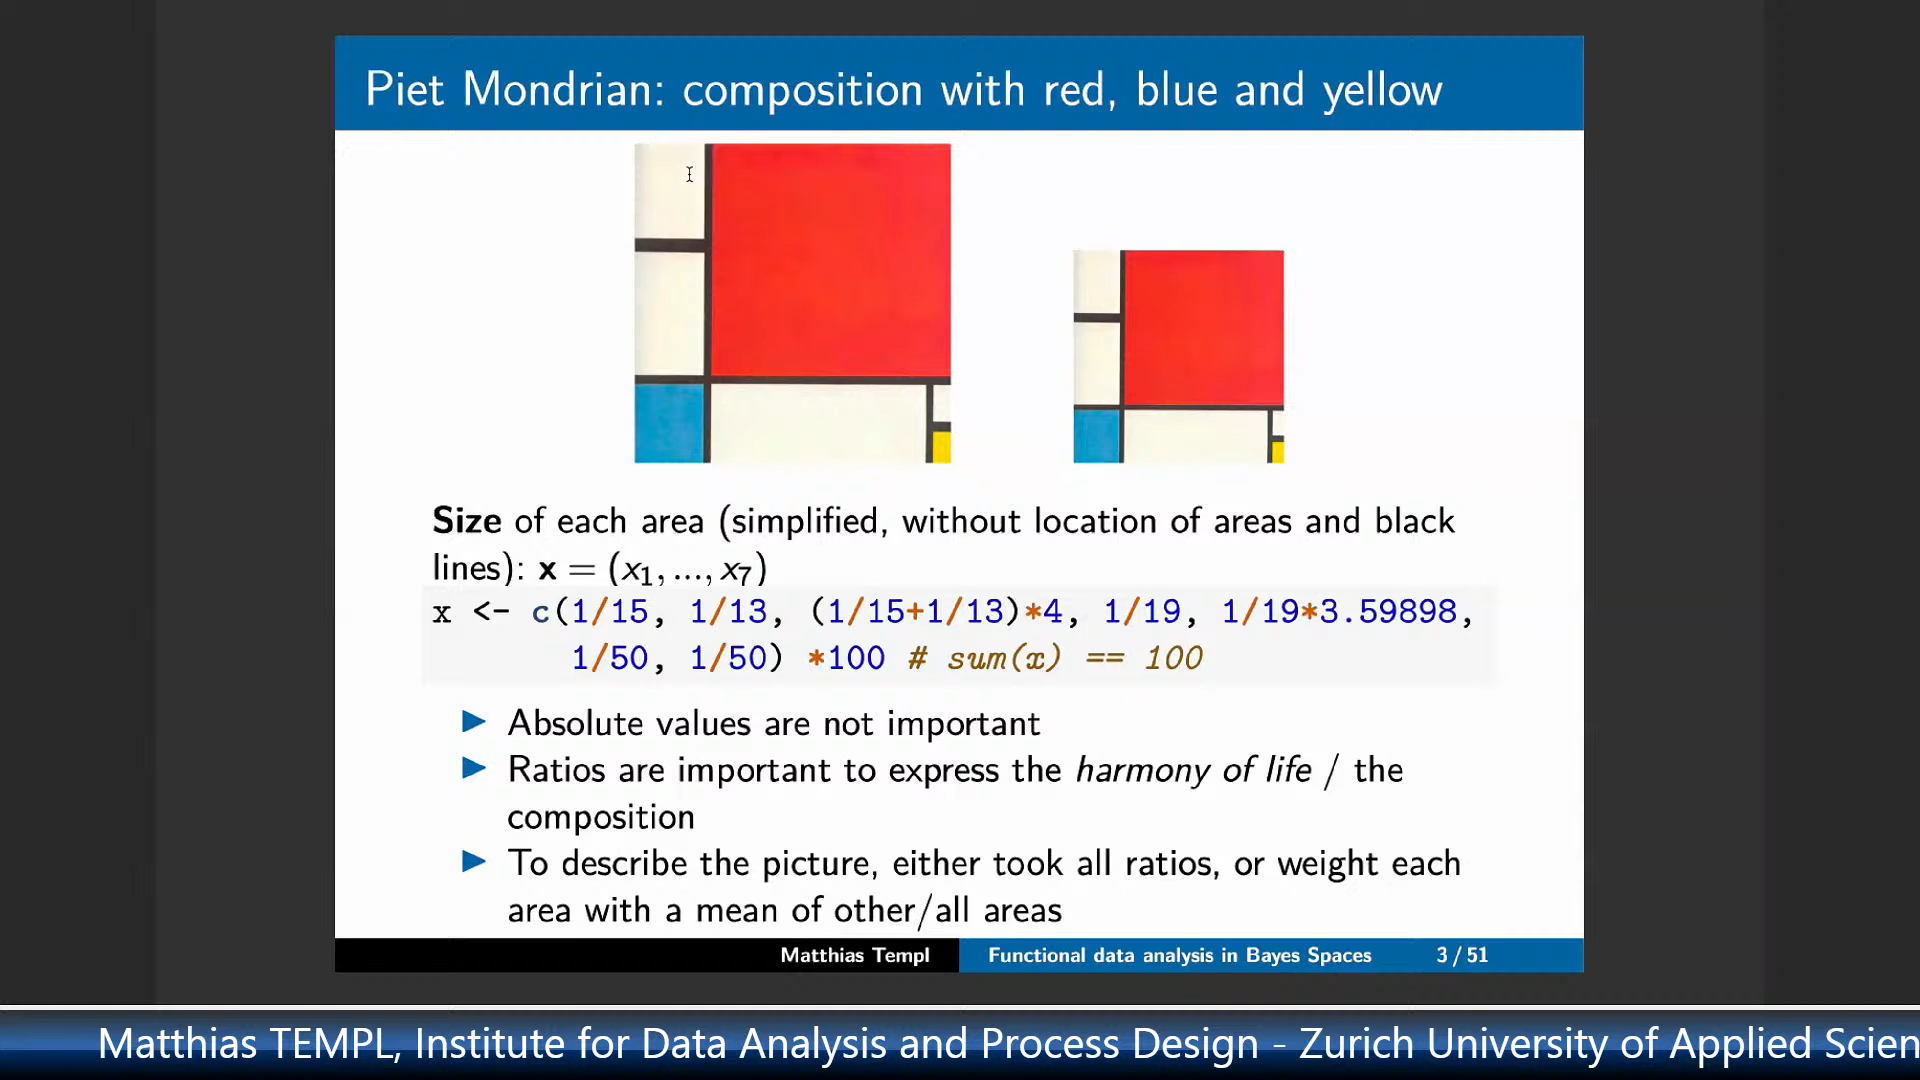 Piet Mondrian: composition with red, blue and yellow
Size of each area (simplified, without location of areas and black
lines): x = (x₁, ..., x₇)
x <- c(1/15, 1/13, (1/15+1/13)*4, 1/19, 1/19*3.59898,
1/50, 1/50) *100 # sum(x) == 100
▶ Absolute values are not important
▶ Ratios are important to express the harmony of life / the
composition
▶ To describe the picture, either took all ratios, or weight each
area with a mean of other/all areas
Matthias Templ Functional data analysis in Bayes Spaces 3 / 51
Matthias TEMPL, Institute for Data Analysis and Process Design - Zurich University of Applied Scien